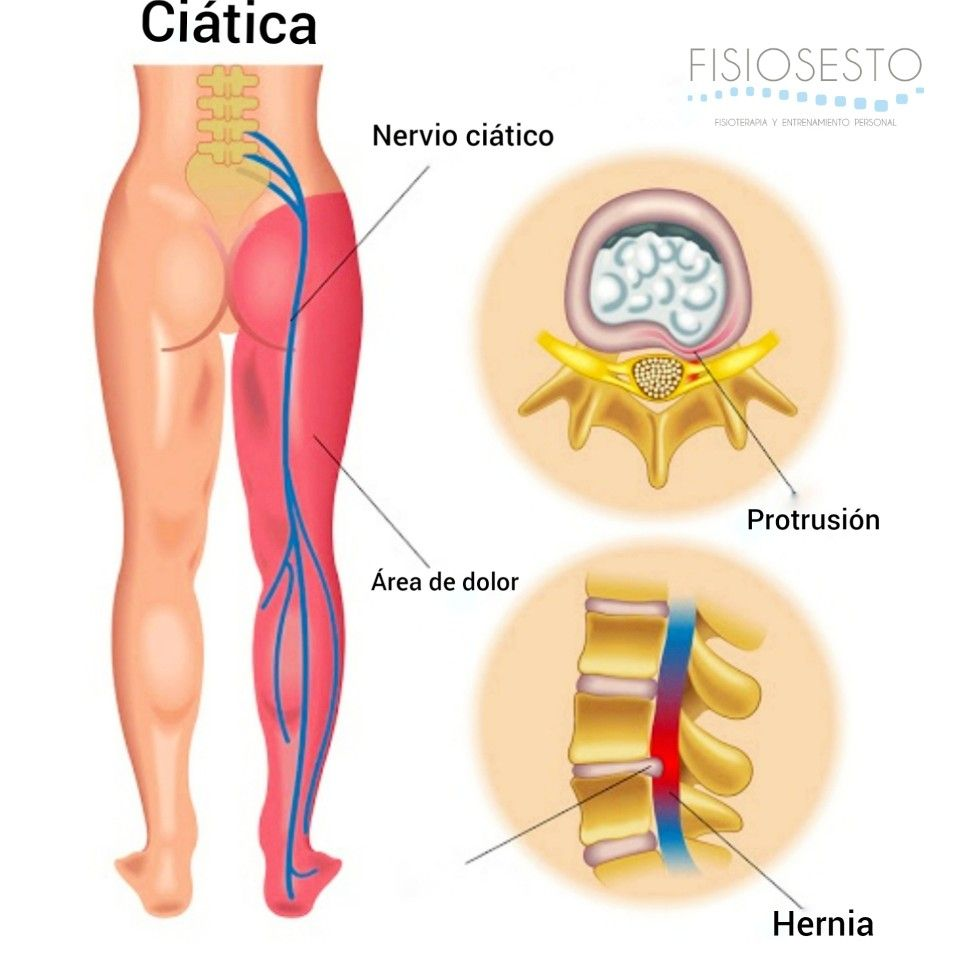 Ciática
FISIOSESTO
FISIOTERAPIA Y ENTRENAMIENTO PERSONAL
Nervio ciático
Protrusión
Área de dolor
Hernia